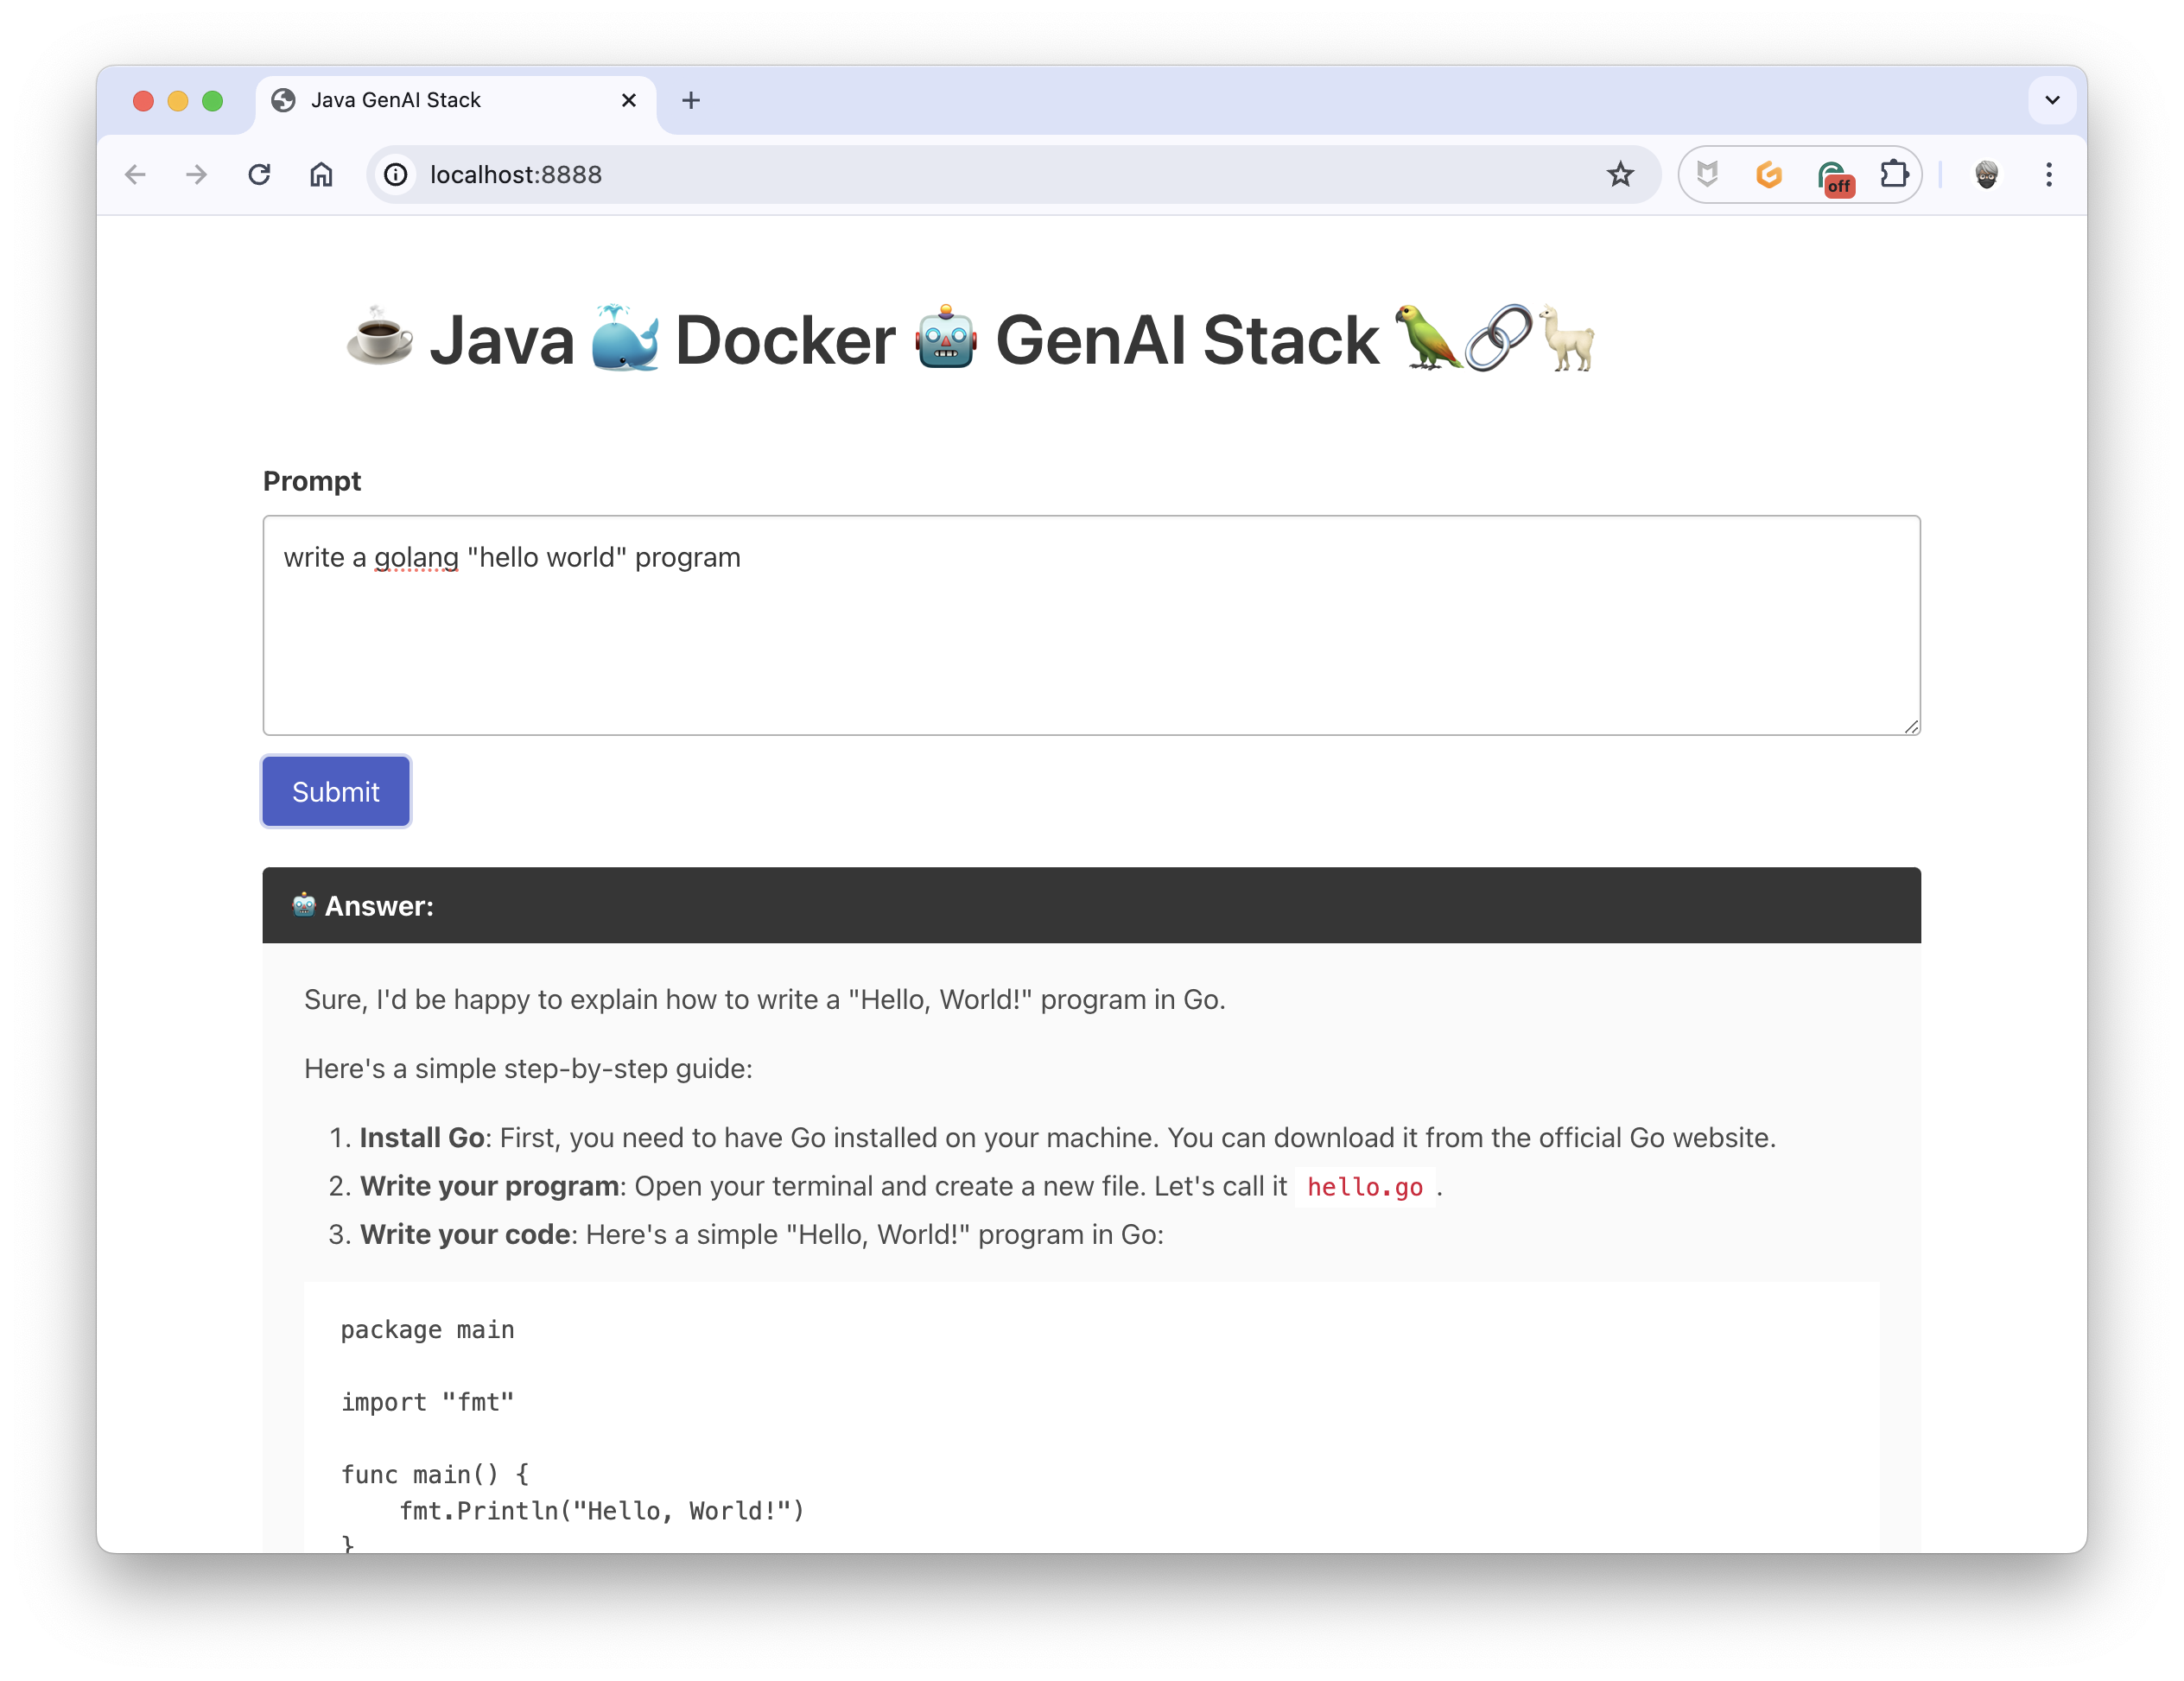 Java GenAI Stack
localhost:8888
off
☕ Java 🐳 Docker 🤖 GenAI Stack 🦜🔗🦙
Prompt
write a golang "hello world" program
Submit
🤖 Answer:
Sure, I'd be happy to explain how to write a "Hello, World!" program in Go.
Here's a simple step-by-step guide:
1. Install Go: First, you need to have Go installed on your machine. You can download it from the official Go website.
2. Write your program: Open your terminal and create a new file. Let's call it hello.go .
3. Write your code: Here's a simple "Hello, World!" program in Go:
package main
import "fmt"
func main() {
    fmt.Println("Hello, World!")
}